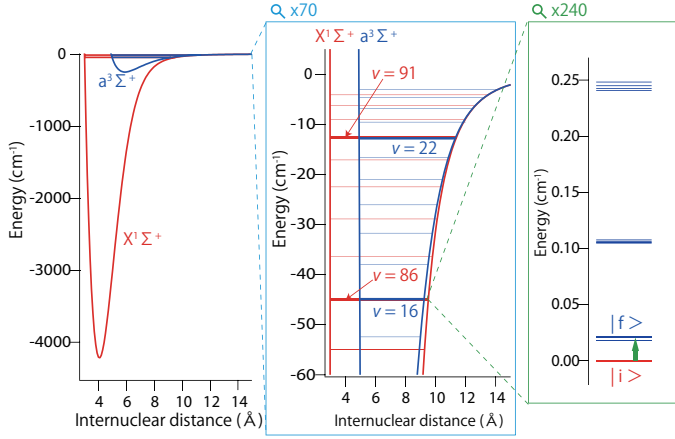 x70
x240
0
-1000
-2000
-3000
-4000
Energy (cm⁻¹)
a³Σ⁺
X¹Σ⁺
4 6 8 10 12 14
Internuclear distance (Å)
X¹Σ⁺ a³Σ⁺
0
-10
-20
-30
-40
-50
-60
Energy (cm⁻¹)
v = 91
v = 22
v = 86
v = 16
4 6 8 10 12 14
Internuclear distance (Å)
0.25
0.20
0.15
0.10
0.05
0.00
Energy (cm⁻¹)
|f >
|i >